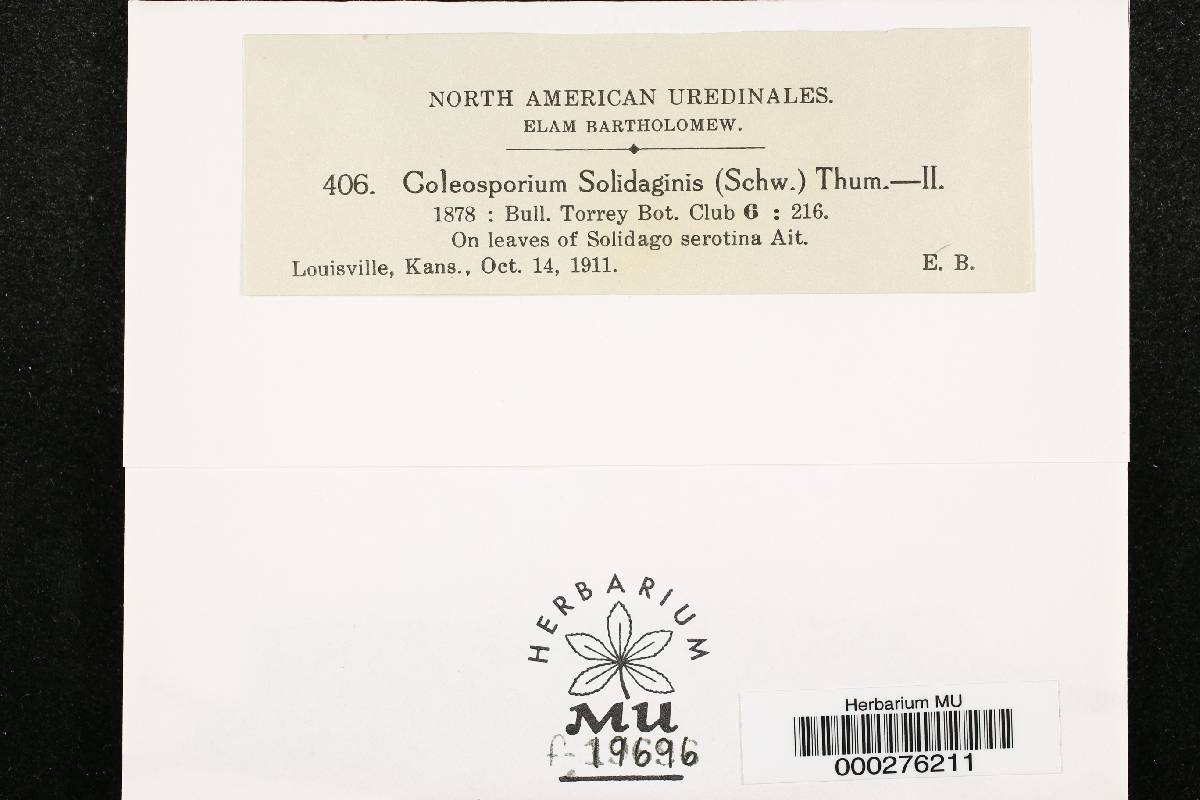 NORTH AMERICAN UREDINALES.
ELAM BARTHOLOMEW.
406. Coleosporium Solidaginis (Schw.) Thum.—II.
1878 : Bull. Torrey Bot. Club 6 : 216.
On leaves of Solidago serotina Ait.
Louisville, Kans., Oct. 14, 1911. E. B.
HERBARIUM
MU
f-19696
Herbarium MU
000276211